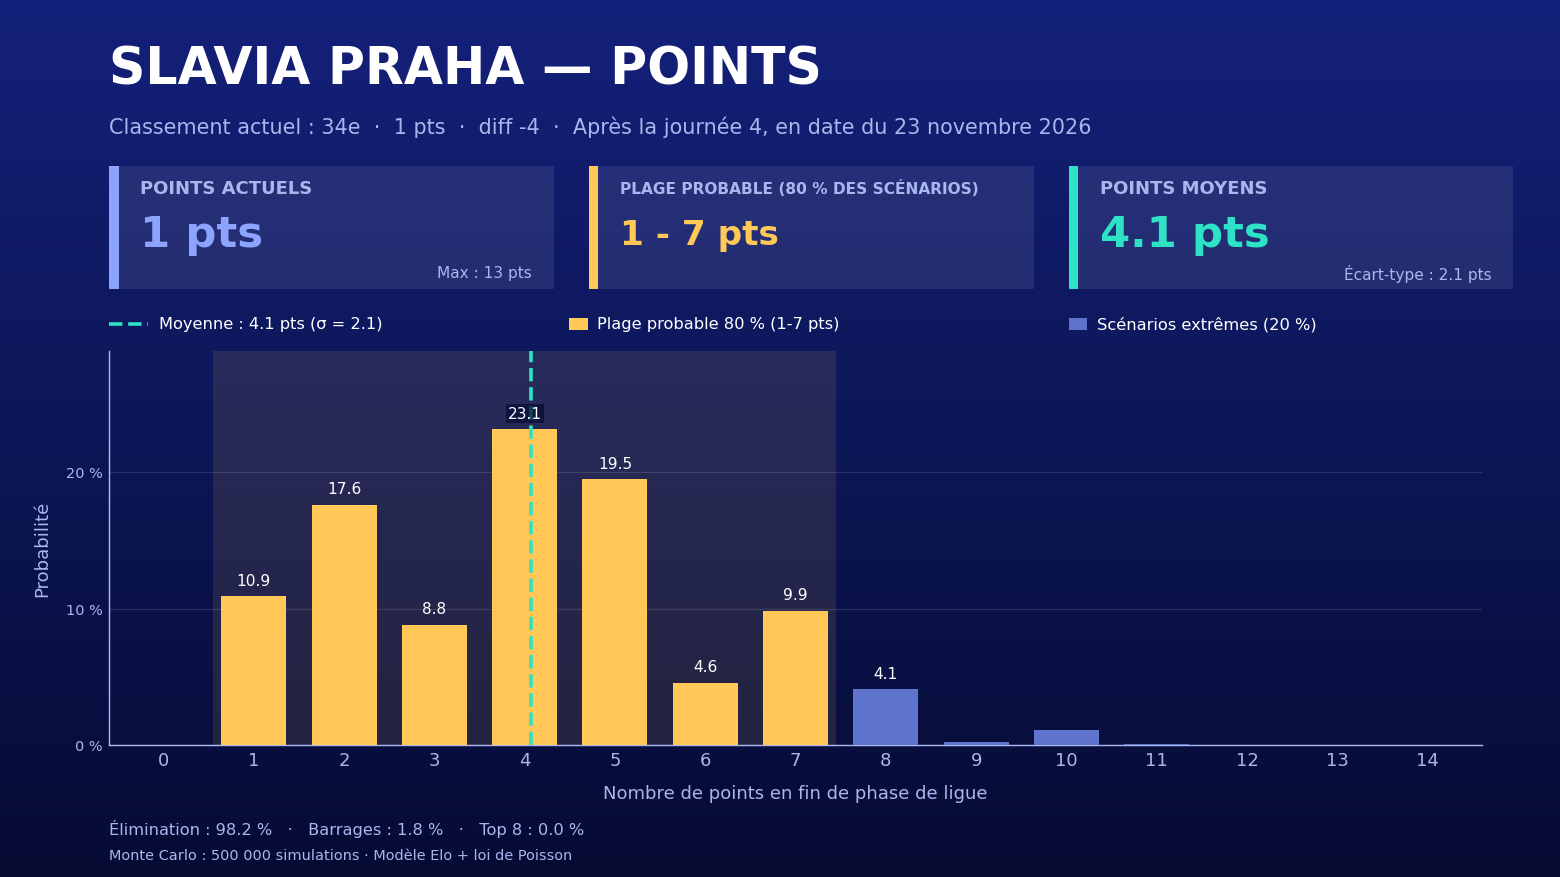 SLAVIA PRAHA — POINTS
Classement actuel : 34e · 1 pts · diff -4 · Après la journée 4, en date du 23 novembre 2026
POINTS ACTUELS
1 pts
Max : 13 pts
PLAGE PROBABLE (80 % DES SCÉNARIOS)
1 - 7 pts
POINTS MOYENS
4.1 pts
Écart-type : 2.1 pts
Moyenne : 4.1 pts (σ = 2.1)
Plage probable 80 % (1-7 pts)
Scénarios extrêmes (20 %)
Probabilité
20 %
10 %
0 %
10.9
17.6
8.8
23.1
19.5
4.6
9.9
4.1
0 1 2 3 4 5 6 7 8 9 10 11 12 13 14
Nombre de points en fin de phase de ligue
Élimination : 98.2 % · Barrages : 1.8 % · Top 8 : 0.0 %
Monte Carlo : 500 000 simulations · Modèle Elo + loi de Poisson